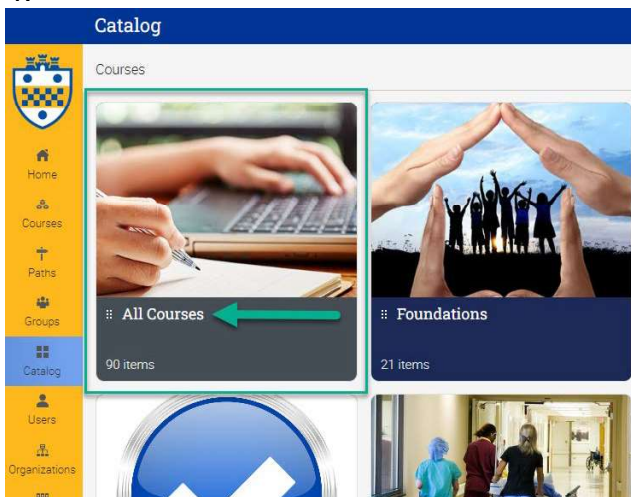 Catalog
Courses
Home
Courses
Paths
Groups
Catalog
Users
Organizations
All Courses
90 items
Foundations
21 items